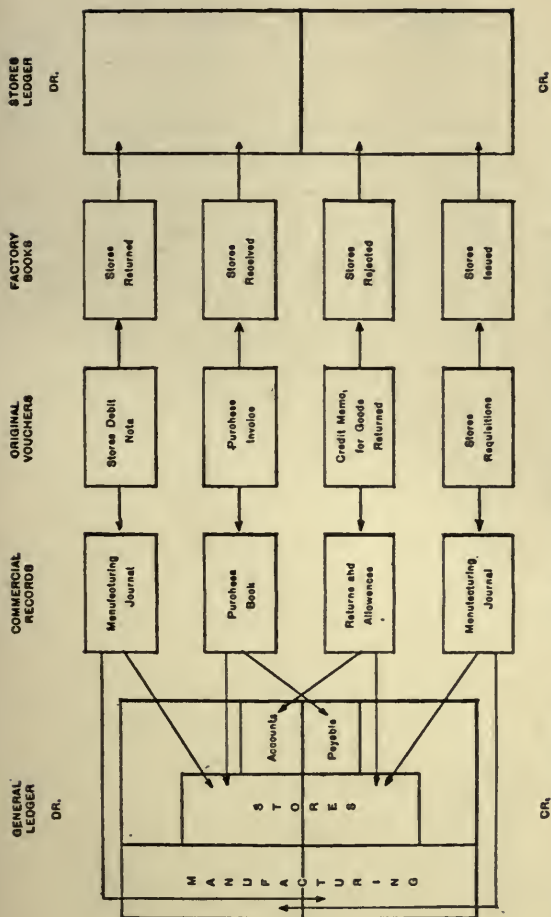 GENERAL
LEDGER
COMMERCIAL
RECORDS
ORIGINAL
VOUCHERS
FACTORY
BOOKS
STORES
LEDGER
DR.
DR.
Manufacturing
Journal
Stores Debit
Note
Stores
Returned
Purchase
Book
Purchase
Invoice
Stores
Received
Accounts
Payable
STORES
MANUFACTURING
Returns and
Allowances
Credit Memo,
for Goods
Returned
Stores
Rejected
Manufacturing
Journal
Stores
Requisitions
Stores
Issued
CR.
CR.